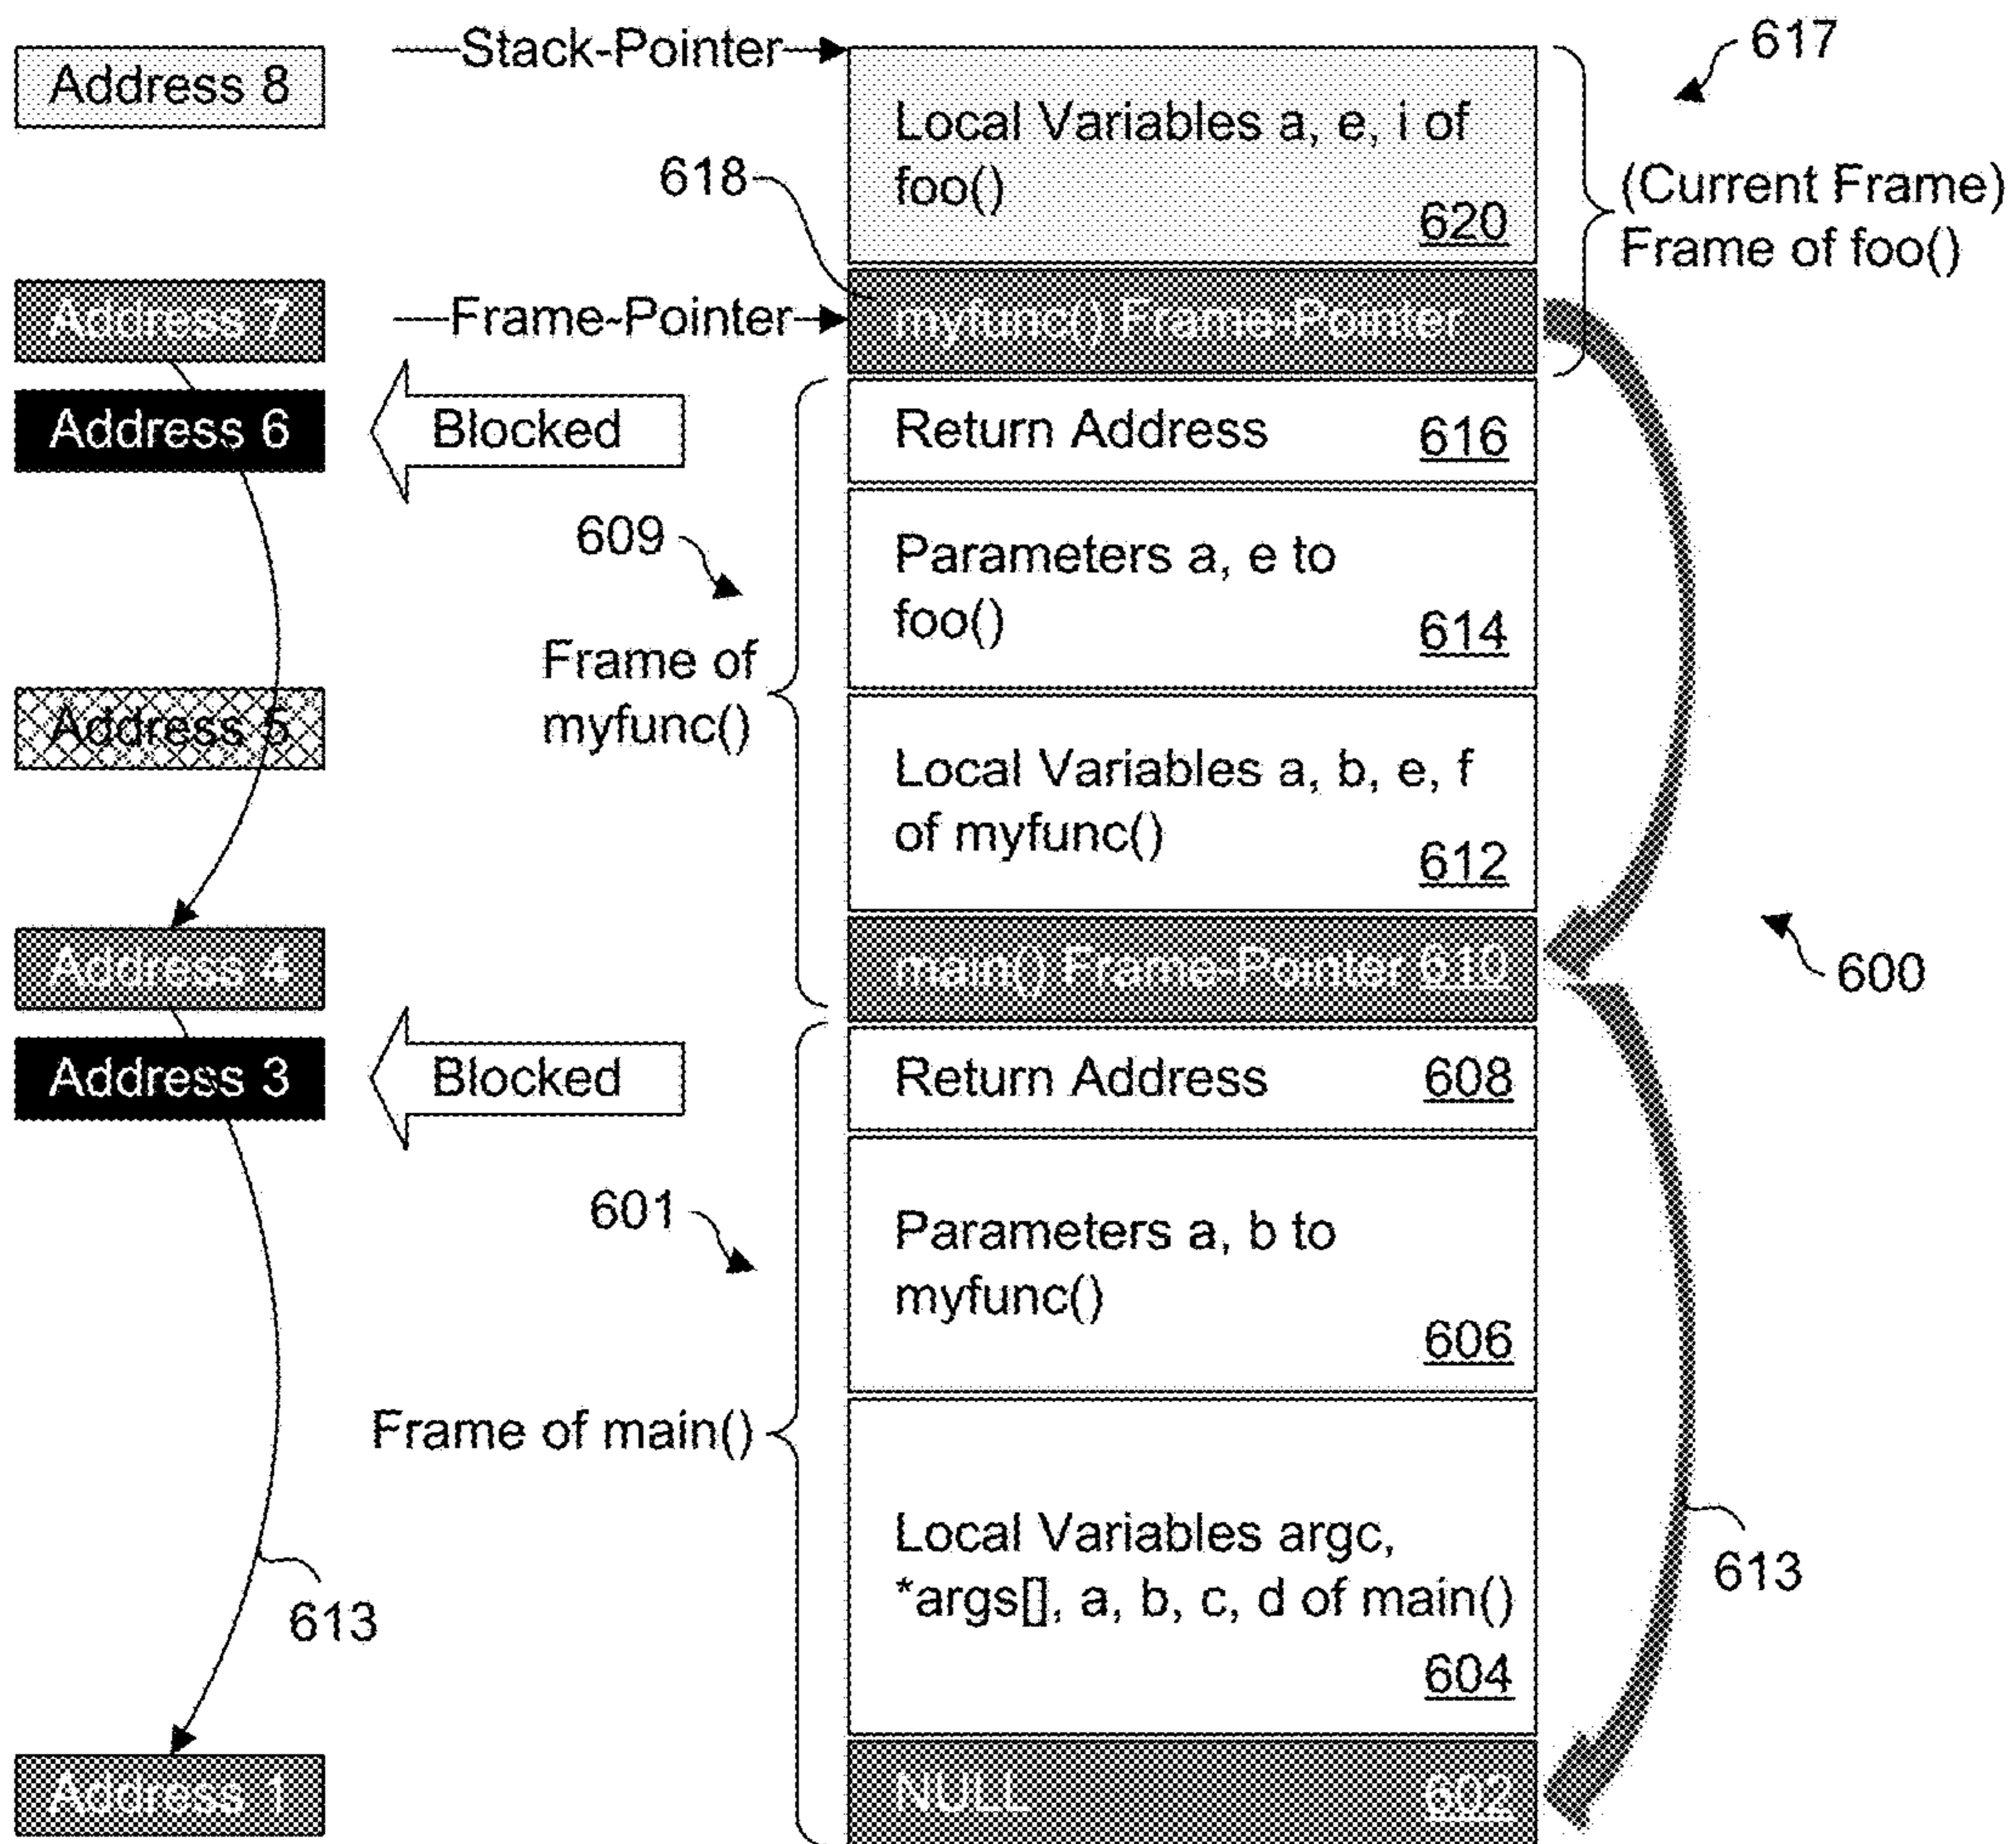 Address 8
Stack-Pointer
617
Local Variables a, e, i of
foo()
620
618
(Current Frame)
Frame of foo()
Address 7
Frame-Pointer
myfunc() Frame-Pointer
Address 6
Blocked
Return Address 616
609
Parameters a, e to
foo()
614
Frame of
myfunc()
Address 5
Local Variables a, b, e, f
of myfunc()
612
Address 4
main() Frame-Pointer 610
600
Address 3
Blocked
Return Address 608
601
Parameters a, b to
myfunc()
606
Frame of main()
Local Variables argc,
*args[], a, b, c, d of main()
604
613
613
Address 1
NULL 602